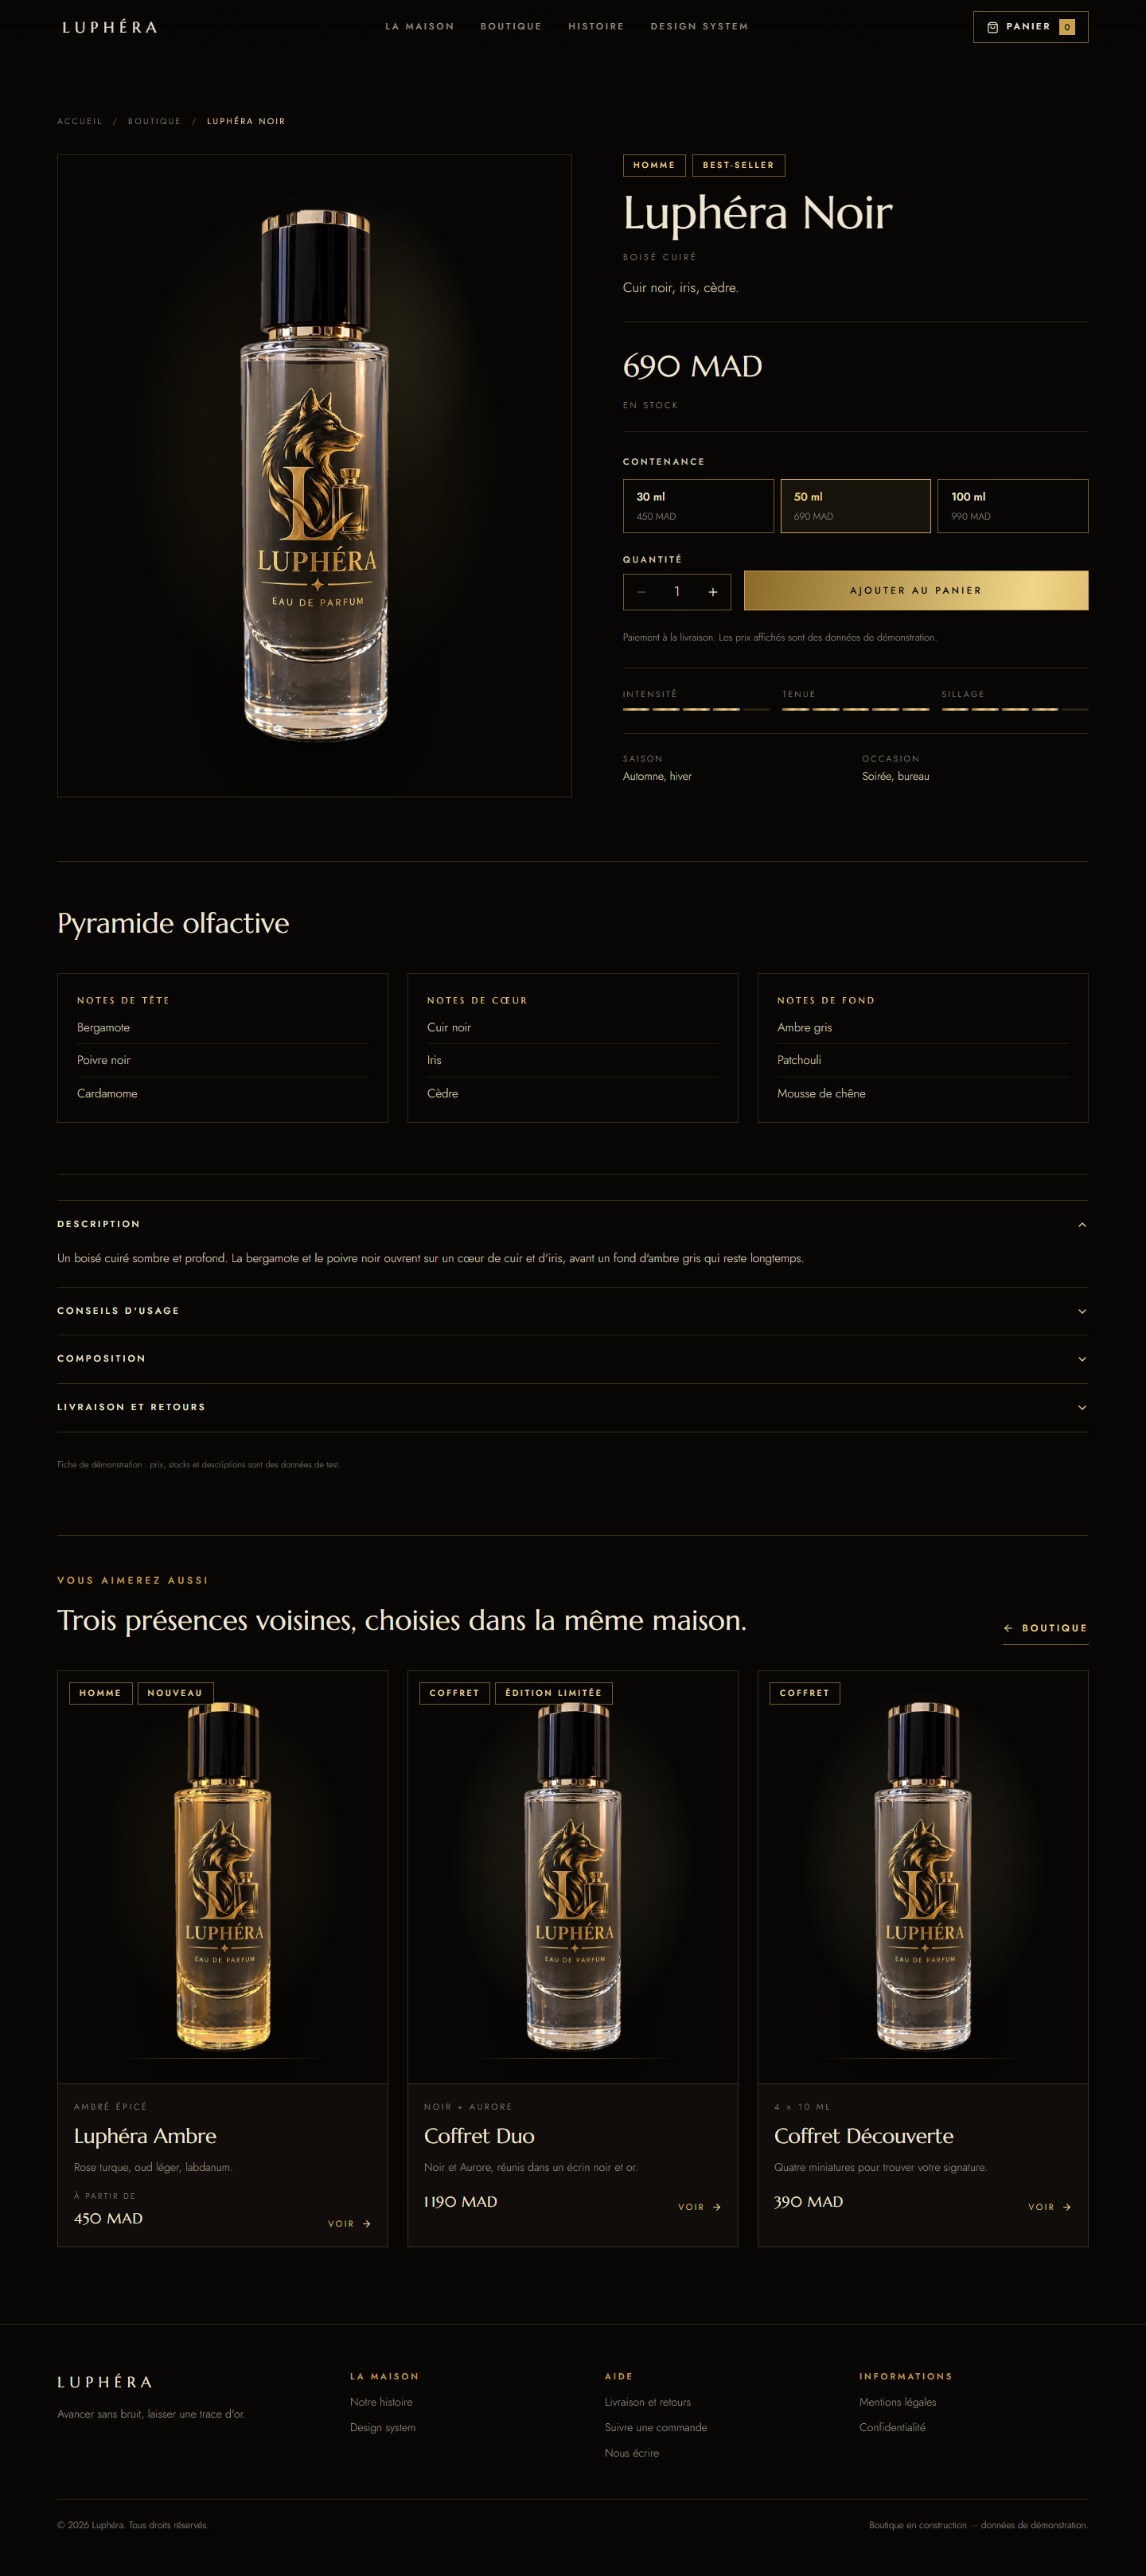 LUPHÉRA
LA MAISON BOUTIQUE HISTOIRE DESIGN SYSTEM
PANIER 0
ACCUEIL / BOUTIQUE / LUPHÉRA NOIR
LUPHÉRA
EAU DE PARFUM
HOMME BEST-SELLER
Luphéra Noir
BOISÉ CUIRÉ
Cuir noir, iris, cèdre.
690 MAD
EN STOCK
CONTENANCE
30 ml 50 ml 100 ml
450 MAD 690 MAD 990 MAD
QUANTITÉ
1
AJOUTER AU PANIER
Paiement à la livraison. Les prix affichés sont des données de démonstration.
INTENSITÉ TENUE SILLAGE
SAISON OCCASION
Automne, hiver Soirée, bureau
Pyramide olfactive
NOTES DE TÊTE
Bergamote
Poivre noir
Cardamome
NOTES DE CŒUR
Cuir noir
Iris
Cèdre
NOTES DE FOND
Ambre gris
Patchouli
Mousse de chêne
DESCRIPTION
Un boisé cuiré sombre et profond. La bergamote et le poivre noir ouvrent sur un cœur de cuir et d'iris, avant un fond d'ambre gris qui reste longtemps.
CONSEILS D'USAGE
COMPOSITION
LIVRAISON ET RETOURS
Fiche de démonstration : prix, stocks et descriptions sont des données de test.
VOUS AIMEREZ AUSSI
Trois présences voisines, choisies dans la même maison.
BOUTIQUE
HOMME NOUVEAU
LUPHÉRA
EAU DE PARFUM
AMBRÉ ÉPICÉ
Luphéra Ambre
Rose turque, oud léger, labdanum.
À PARTIR DE
450 MAD
VOIR
COFFRET ÉDITION LIMITÉE
LUPHÉRA
EAU DE PARFUM
NOIR + AURORE
Coffret Duo
Noir et Aurore, réunis dans un écrin noir et or.
1 190 MAD
VOIR
COFFRET
LUPHÉRA
EAU DE PARFUM
4 × 10 ML
Coffret Découverte
Quatre miniatures pour trouver votre signature.
390 MAD
VOIR
LUPHÉRA
Avancer sans bruit, laisser une trace d'or.
LA MAISON
Notre histoire
Design system
AIDE
Livraison et retours
Suivre une commande
Nous écrire
INFORMATIONS
Mentions légales
Confidentialité
© 2026 Luphéra. Tous droits réservés.
Boutique en construction — données de démonstration.